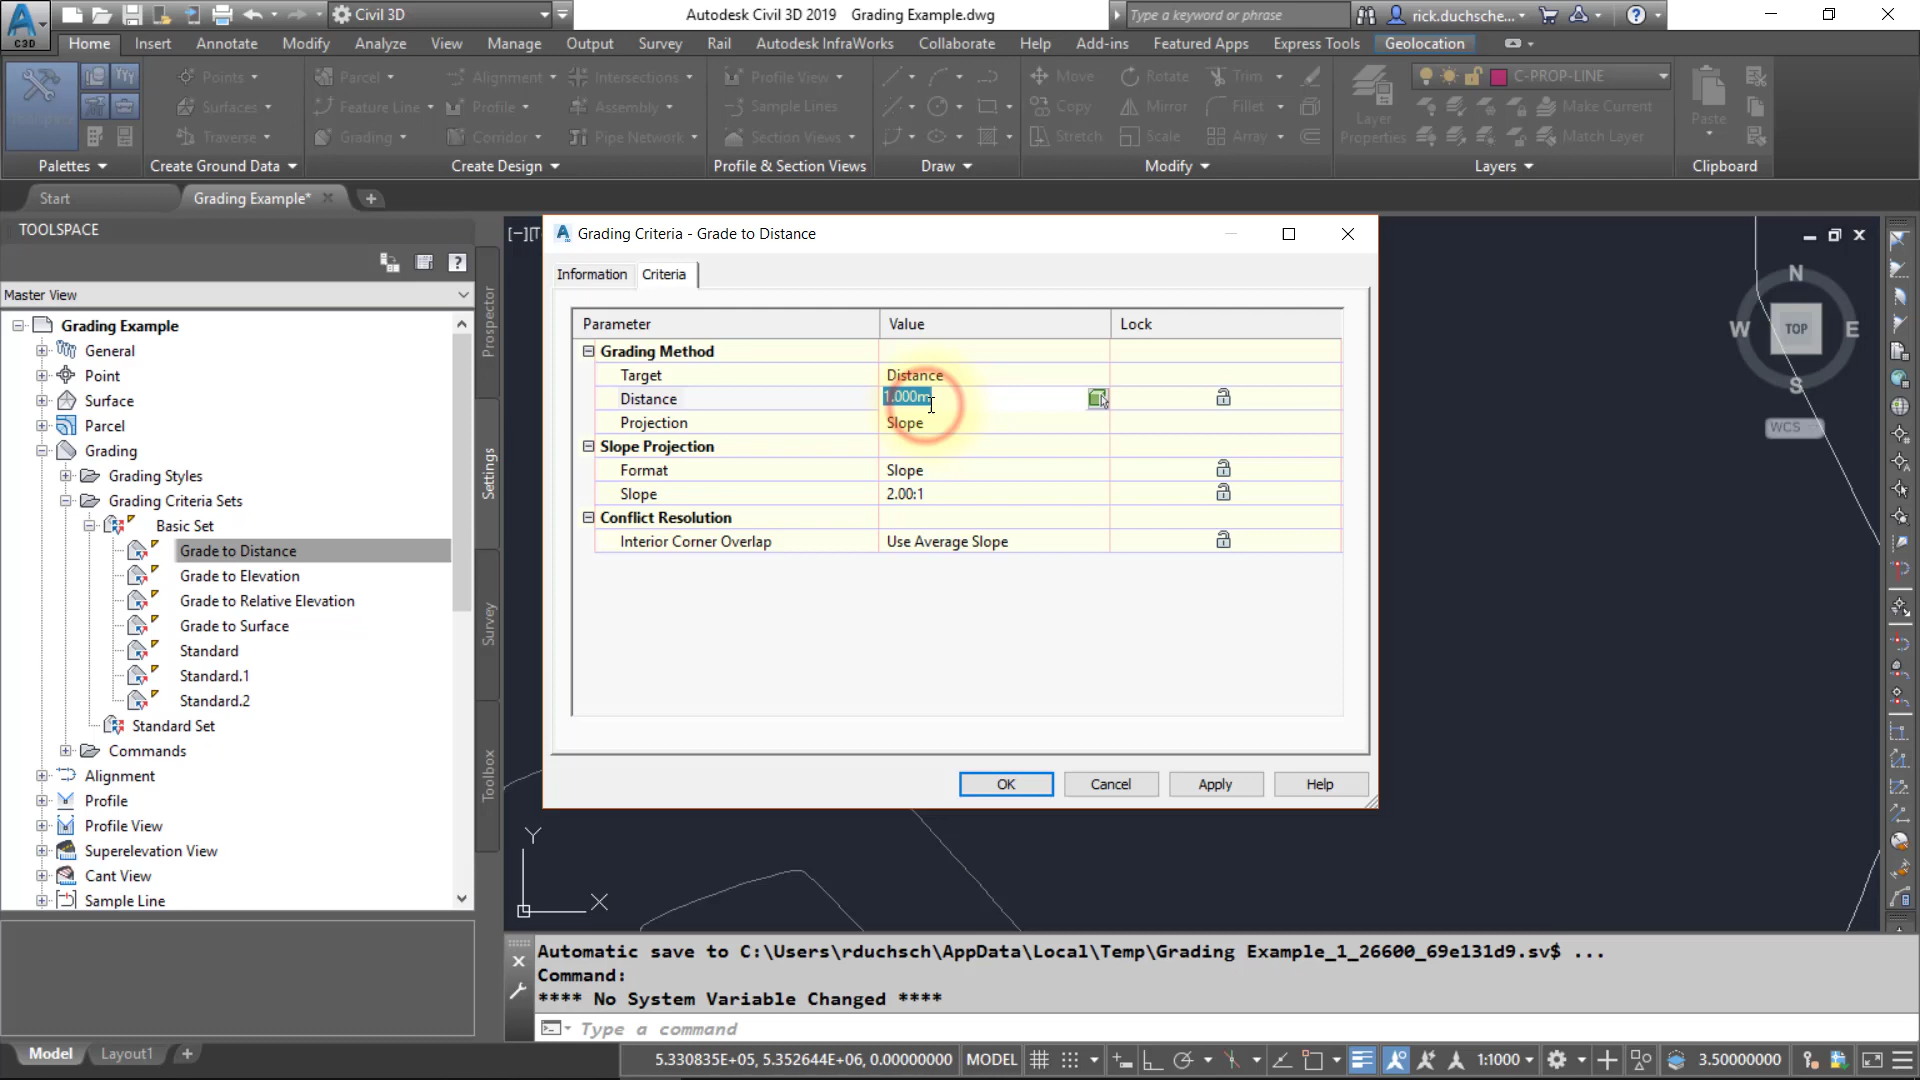 Civil 3D
Autodesk Civil 3D 2019 Grading Example.dwg
Type a keyword or phrase
rick.duchsche...
C3D
Home Insert Annotate Modify Analyze View Manage Output Survey Rail Autodesk InfraWorks Collaborate Help Add-ins Featured Apps Express Tools Geolocation
Points Parcel Alignment Intersections Profile View Move Rotate Trim C-PROP-LINE
Surfaces Feature Line Profile Assembly Sample Lines Copy Mirror Fillet Make Current
Traverse Grading Corridor Pipe Network Section Views Stretch Scale Array Layer Properties Match Layer Paste
Palettes Create Ground Data Create Design Profile & Section Views Draw Modify Layers Clipboard
Start Grading Example*
TOOLSPACE
Master View
Grading Example
General
Point
Surface
Parcel
Grading
Grading Styles
Grading Criteria Sets
Basic Set
Grade to Distance
Grade to Elevation
Grade to Relative Elevation
Grade to Surface
Standard
Standard.1
Standard.2
Standard Set
Commands
Alignment
Profile
Profile View
Superelevation View
Cant View
Sample Line
Prospector
Settings
Survey
Toolbox
[−][T
Grading Criteria - Grade to Distance
Information Criteria
Parameter Value Lock
Grading Method
Target Distance
Distance 1.000m
Projection Slope
Slope Projection
Format Slope
Slope 2.00:1
Conflict Resolution
Interior Corner Overlap Use Average Slope
OK Cancel Apply Help
N
W TOP E
S
WCS
Y
X
Automatic save to C:\Users\rduchsch\AppData\Local\Temp\Grading Example_1_26600_69e131d9.sv$ ...
Command:
**** No System Variable Changed ****
Type a command
Model Layout1 +
5.330835E+05, 5.352644E+06, 0.00000000 MODEL 1:1000 3.50000000